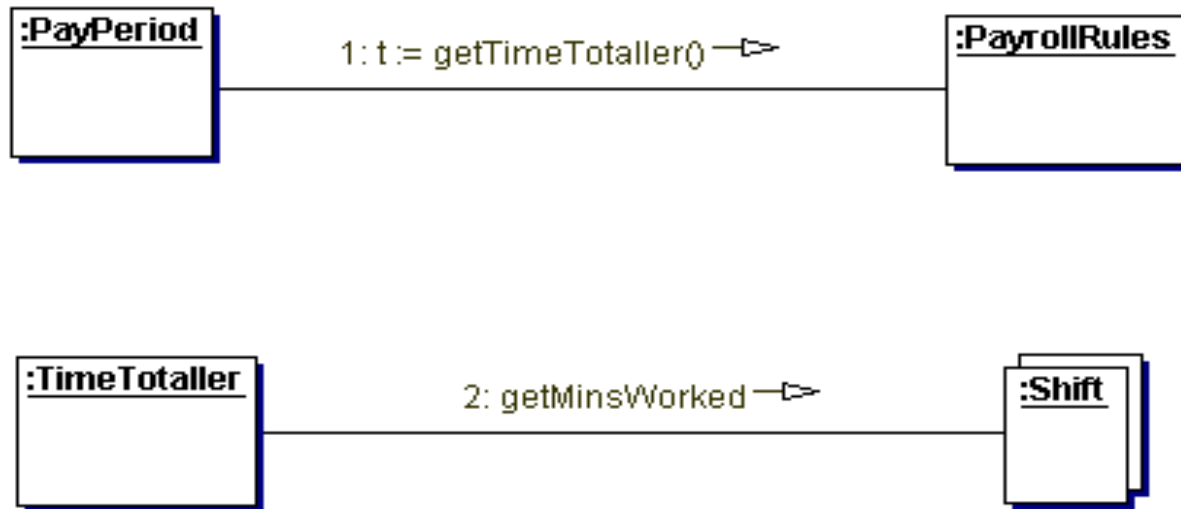 :PayPeriod
1: t := getTimeTotaller()
:PayrollRules
:TimeTotaller
2: getMinsWorked
:Shift